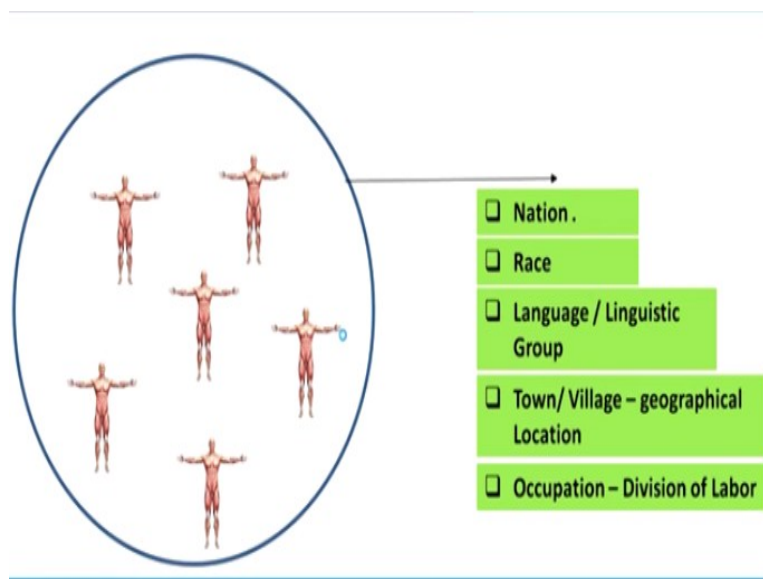 Nation .
Race
Language / Linguistic
Group
Town/ Village – geographical
Location
Occupation – Division of Labor